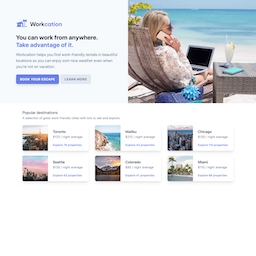 Workcation
You can work from anywhere.
Take advantage of it.
Workcation helps you find work-friendly rentals in beautiful
locations so you can enjoy some nice weather even when
you're not on vacation.
BOOK YOUR ESCAPE
LEARN MORE
Popular destinations
A selection of great work-friendly cities with lots to see and explore.
Toronto
$120 / night average
Explore 76 properties
Malibu
$215 / night average
Explore 43 properties
Chicago
$130 / night average
Explore 115 properties
Seattle
$135 / night average
Explore 63 properties
Colorado
$85 / night average
Explore 47 properties
Miami
$115 / night average
Explore 86 properties